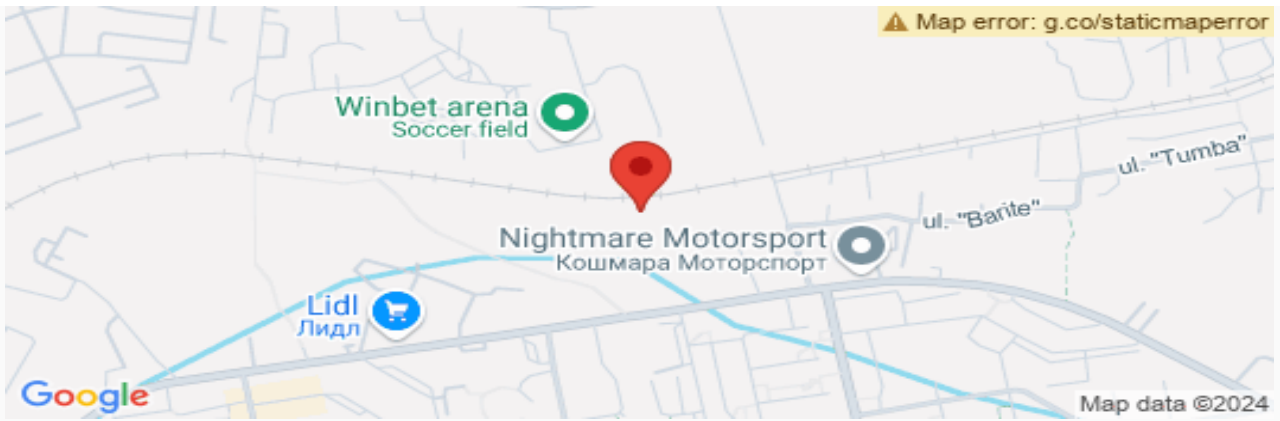 Map error: g.co/staticmaperror
Winbet arena
Soccer field
ul. "Tumba"
ul. "Barite"
Nightmare Motorsport
Кошмара Моторспорт
Lidl
Лидл
Google
Map data ©2024